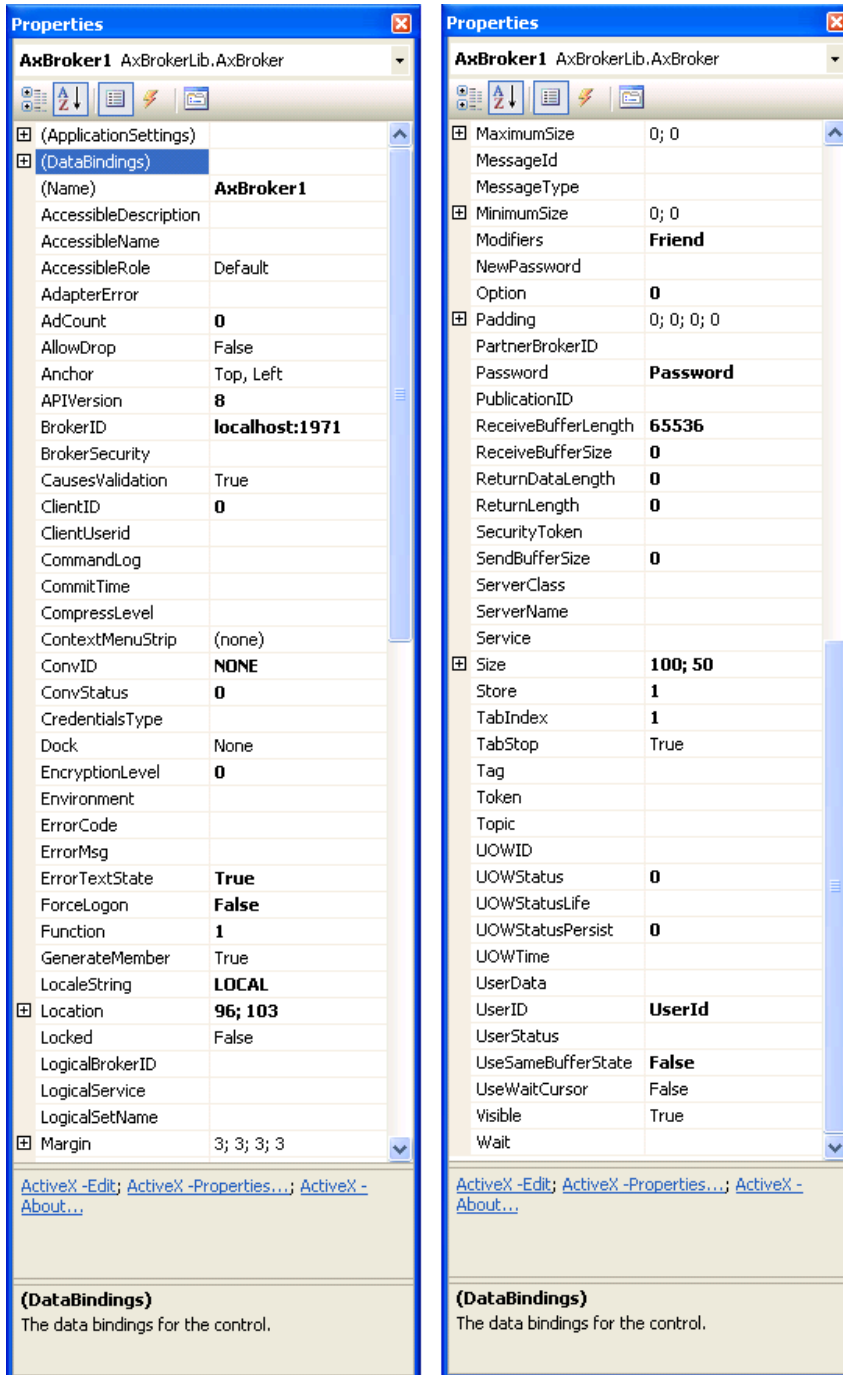 Properties
AxBroker1 AxBrokerLib.AxBroker
(ApplicationSettings)
(DataBindings)
(Name) AxBroker1
AccessibleDescription
AccessibleName
AccessibleRole Default
AdapterError
AdCount 0
AllowDrop False
Anchor Top, Left
APIVersion 8
BrokerID localhost:1971
BrokerSecurity
CausesValidation True
ClientID 0
ClientUserid
CommandLog
CommitTime
CompressLevel
ContextMenuStrip (none)
ConvID NONE
ConvStatus 0
CredentialsType
Dock None
EncryptionLevel 0
Environment
ErrorCode
ErrorMsg
ErrorTextState True
ForceLogon False
Function 1
GenerateMember True
LocaleString LOCAL
Location 96; 103
Locked False
LogicalBrokerID
LogicalService
LogicalSetName
Margin 3; 3; 3; 3
ActiveX -Edit; ActiveX -Properties...; ActiveX -
About...
(DataBindings)
The data bindings for the control.
Properties
AxBroker1 AxBrokerLib.AxBroker
MaximumSize 0; 0
MessageId
MessageType
MinimumSize 0; 0
Modifiers Friend
NewPassword
Option 0
Padding 0; 0; 0; 0
PartnerBrokerID
Password Password
PublicationID
ReceiveBufferLength 65536
ReceiveBufferSize 0
ReturnDataLength 0
ReturnLength 0
SecurityToken
SendBufferSize 0
ServerClass
ServerName
Service
Size 100; 50
Store 1
TabIndex 1
TabStop True
Tag
Token
Topic
UOWID
UOWStatus 0
UOWStatusLife
UOWStatusPersist 0
UOWTime
UserData
UserID UserId
UserStatus
UseSameBufferState False
UseWaitCursor False
Visible True
Wait
ActiveX -Edit; ActiveX -Properties...; ActiveX -
About...
(DataBindings)
The data bindings for the control.